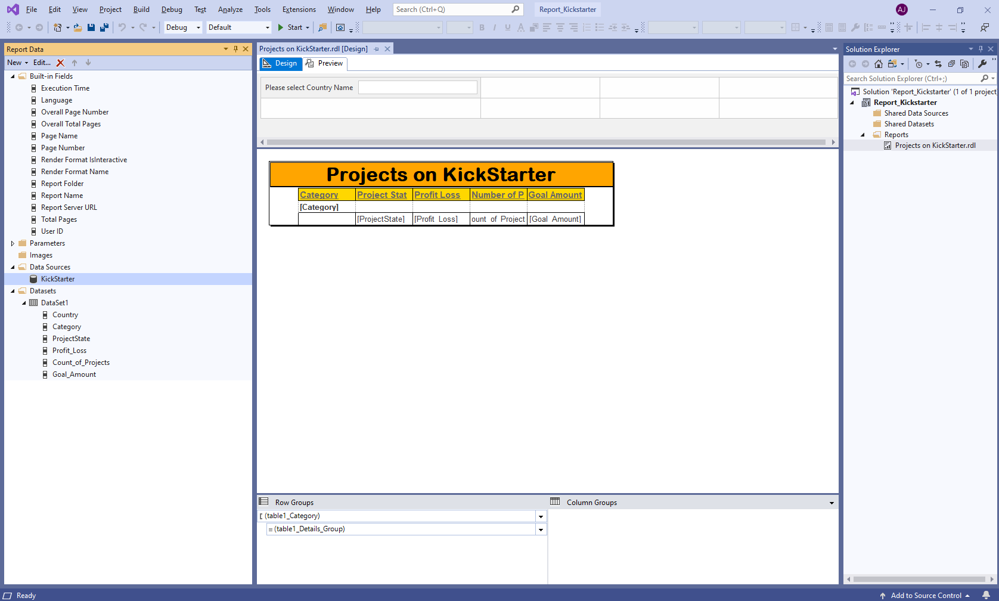 File Edit View Project Build Debug Test Analyze Tools Extensions Window Help Search (Ctrl+Q) Report_Kickstarter AJ
Debug Default Start
Report Data
New Edit...
Built-in Fields
Execution Time
Language
Overall Page Number
Overall Total Pages
Page Name
Page Number
Render Format IsInteractive
Render Format Name
Report Folder
Report Name
Report Server URL
Total Pages
User ID
Parameters
Images
Data Sources
KickStarter
Datasets
DataSet1
Country
Category
ProjectState
Profit_Loss
Count_of_Projects
Goal_Amount
Projects on KickStarter.rdl [Design]
Design Preview
Please select Country Name
Projects on KickStarter
Category Project Stat Profit Loss Number of P Goal Amount
[Category]
[ProjectState] [Profit_Loss] ount_of_Project [Goal_Amount]
Row Groups
(table1_Category)
(table1_Details_Group)
Column Groups
Solution Explorer
Search Solution Explorer (Ctrl+;)
Solution 'Report_Kickstarter' (1 of 1 project
Report_Kickstarter
Shared Data Sources
Shared Datasets
Reports
Projects on KickStarter.rdl
Ready
Add to Source Control